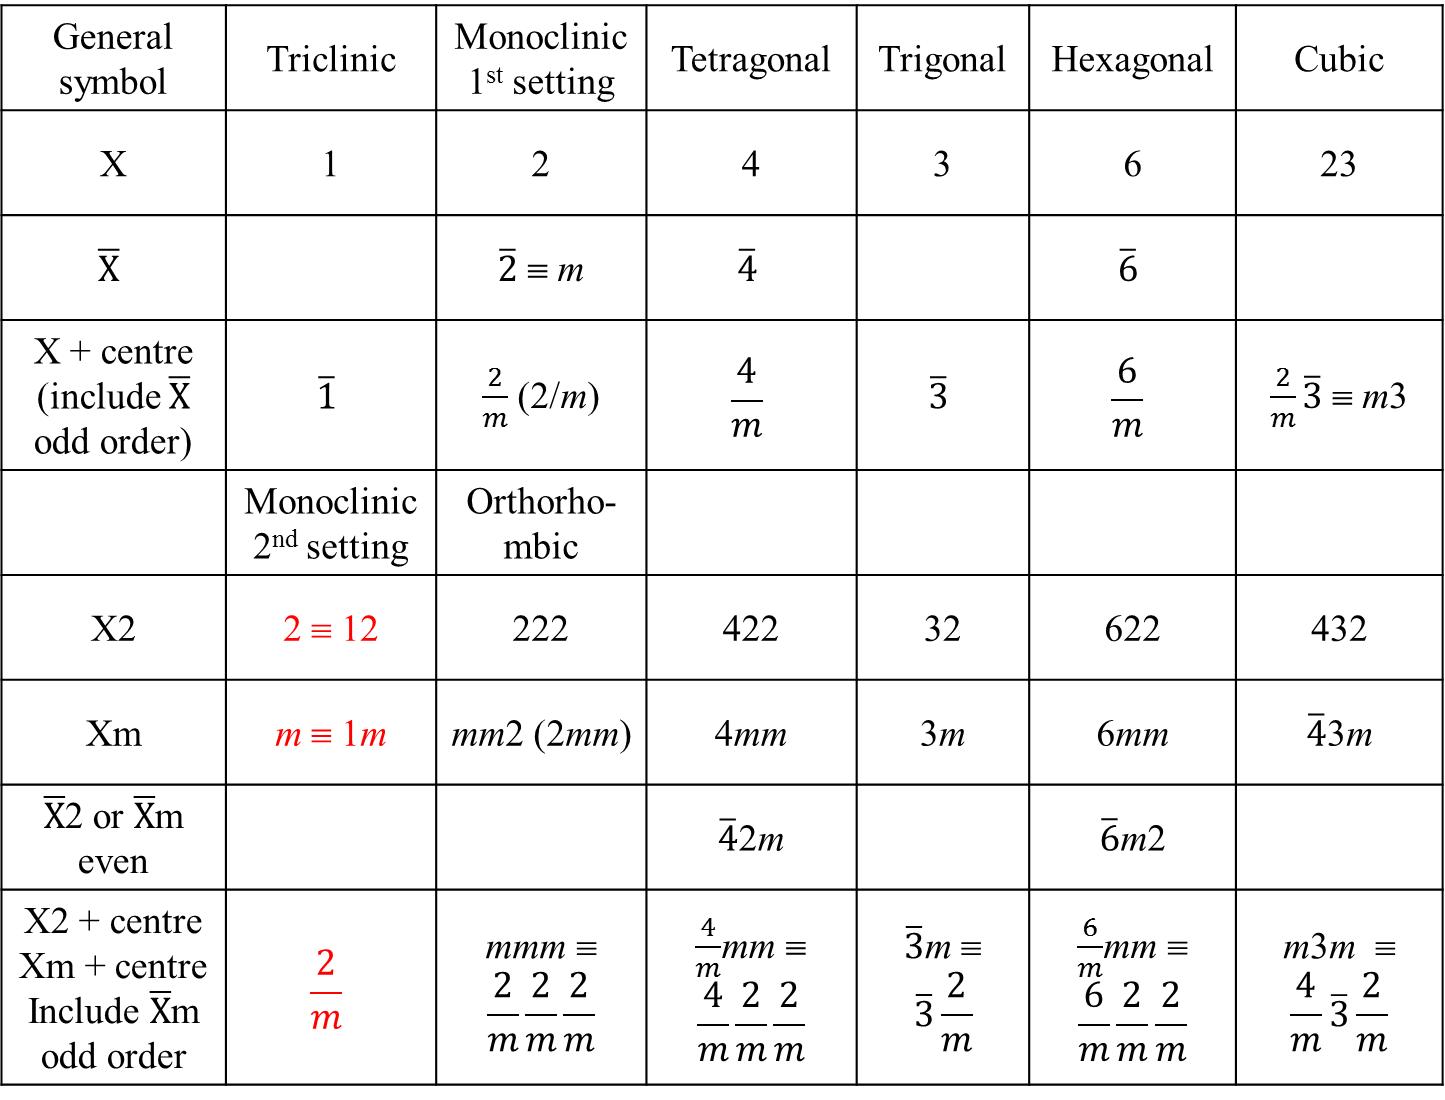 General symbol | Triclinic | Monoclinic 1st setting | Tetragonal | Trigonal | Hexagonal | Cubic
X | 1 | 2 | 4 | 3 | 6 | 23
X̅ | | 2̅ ≡ m | 4̅ | | 6̅ |
X + centre (include X̅ odd order) | 1̅ | 2/m (2/m) | 4/m | 3̅ | 6/m | 2/m 3̅ ≡ m3
| Monoclinic 2nd setting | Orthorho-mbic | | | |
X2 | 2 ≡ 12 | 222 | 422 | 32 | 622 | 432
Xm | m ≡ 1m | mm2 (2mm) | 4mm | 3m | 6mm | 4̅3m
X̅2 or X̅m even | | | 4̅2m | | 6̅m2 |
X2 + centre Xm + centre Include X̅m odd order | 2/m | mmm ≡ 2/m 2/m 2/m | 4/m mm ≡ 4/m 2/m 2/m | 3̅m ≡ 3̅ 2/m | 6/m mm ≡ 6/m 2/m 2/m | m3m ≡ 4/m 3̅ 2/m